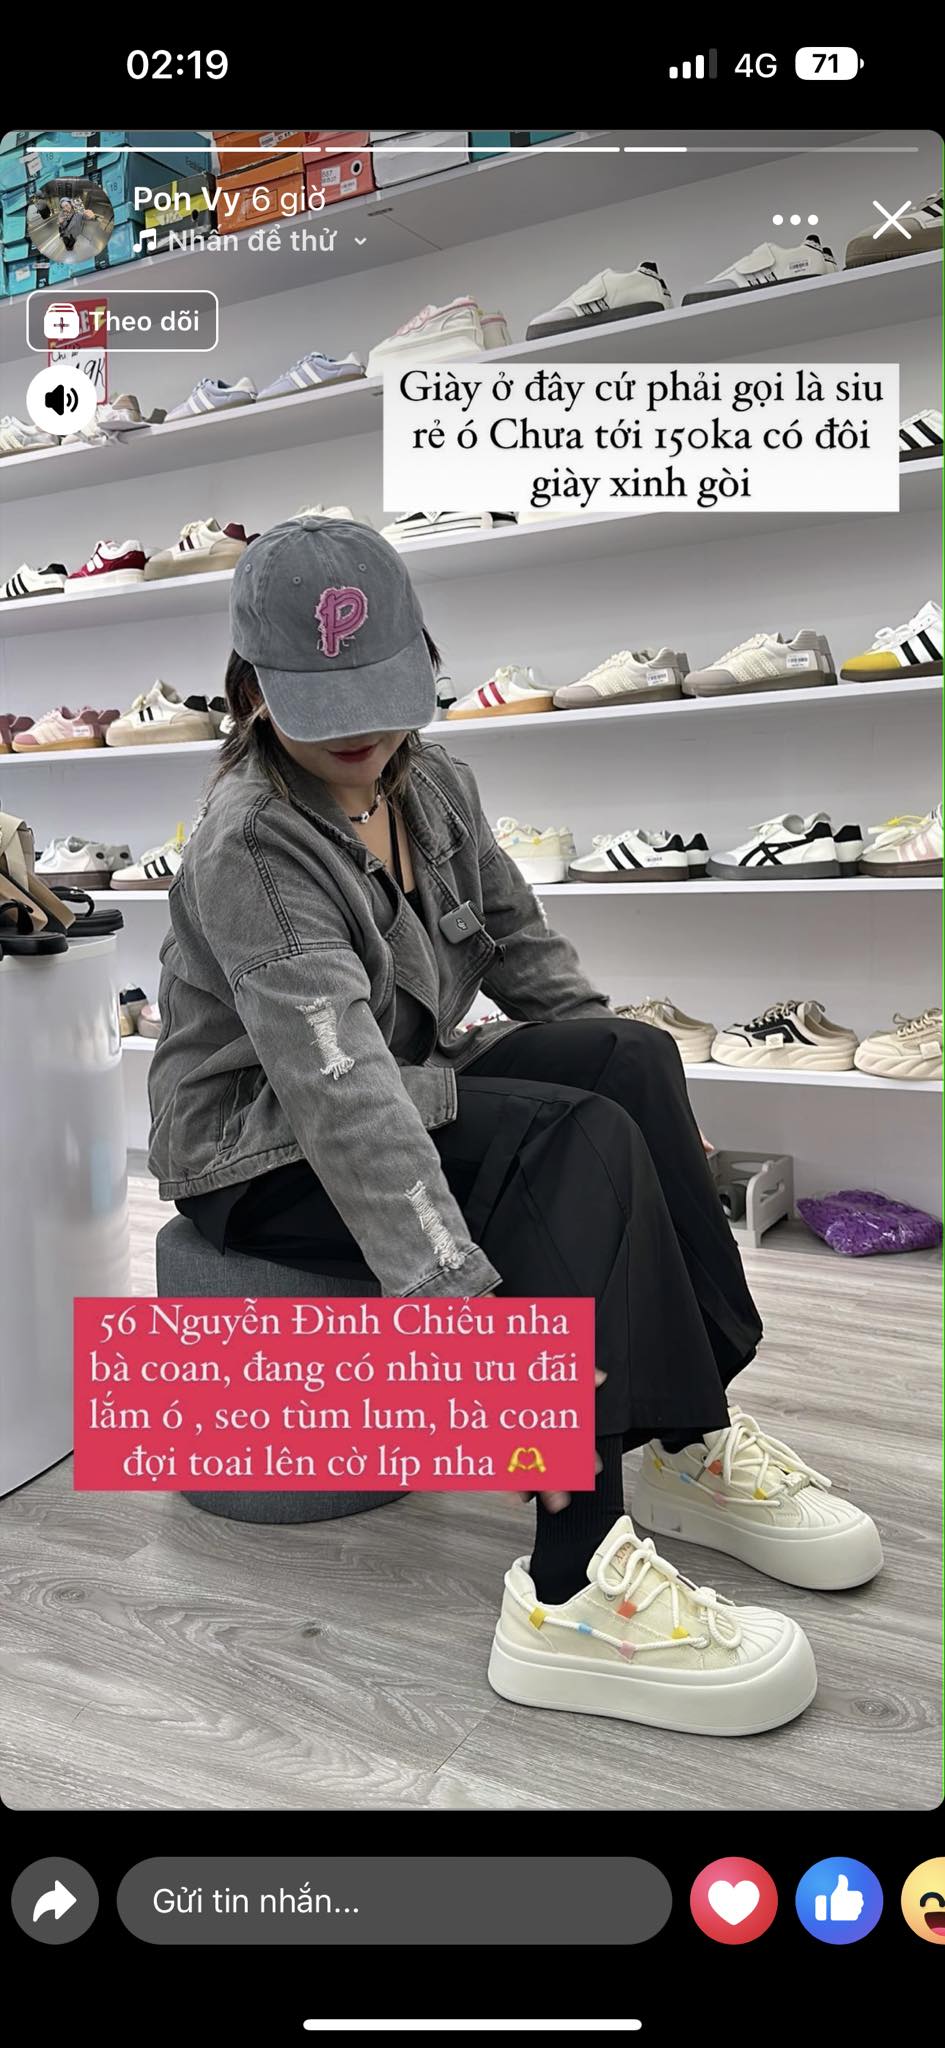 02:19
4G
71
Pon Vy 6 giờ
Nhấn để thử
Theo dõi
Giày ở đây cứ phải gọi là siu
rẻ ó Chưa tới 150ka có đôi
giày xinh gòi
P
56 Nguyễn Đình Chiểu nha
bà coan, đang có nhìu ưu đãi
lắm ó , seo tùm lum, bà coan
đợi toai lên cờ líp nha 🫶
Gửi tin nhắn...